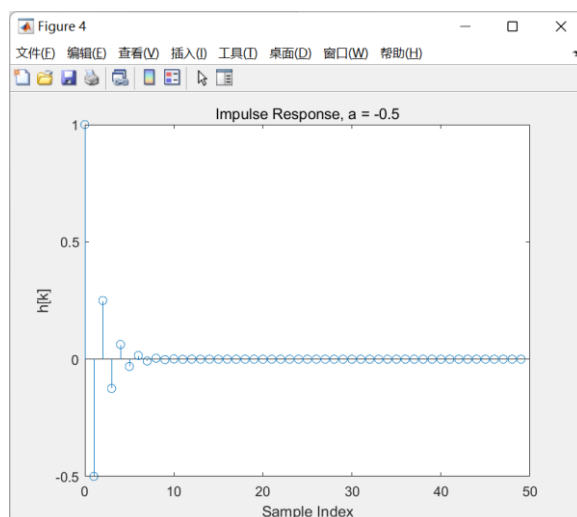 Figure 4
文件(F) 编辑(E) 查看(V) 插入(I) 工具(T) 桌面(D) 窗口(W) 帮助(H)
Impulse Response, a = -0.5
1
0.5
h[k]
0
-0.5
0 10 20 30 40 50
Sample Index